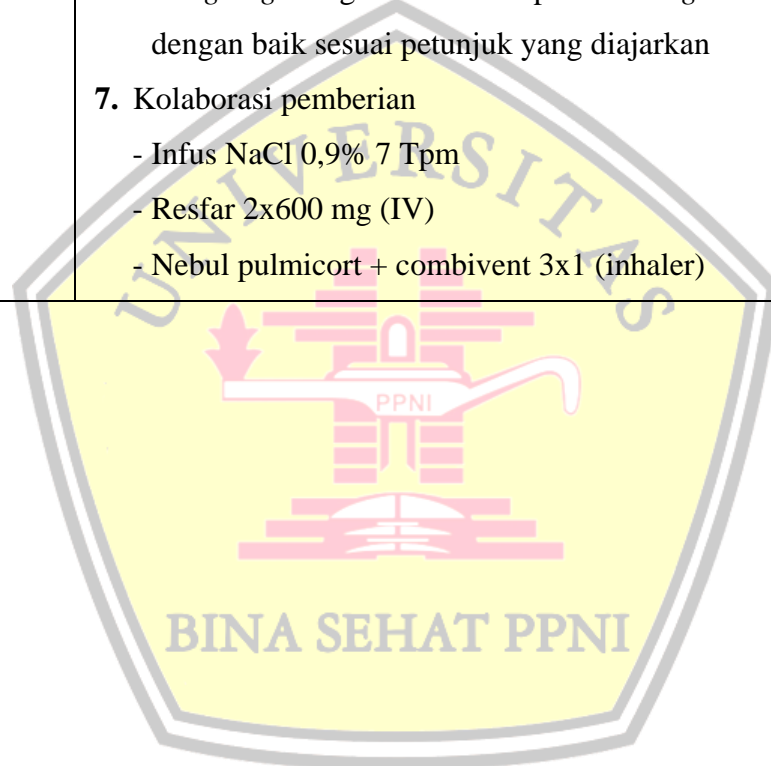 dengan baik sesuai petunjuk yang diajarkan
7. Kolaborasi pemberian
- Infus NaCl 0,9% 7 Tpm
- Resfar 2x600 mg (IV)
- Nebul pulmicort + combivent 3x1 (inhaler)
UNIVERSITAS
PPNI
BINA SEHAT PPNI